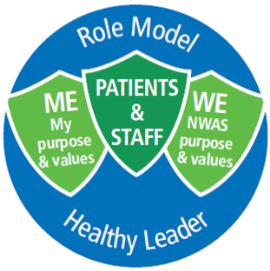 Role Model
ME
My
purpose
& values
PATIENTS
&
STAFF
WE
NWAS
purpose
& values
Healthy Leader